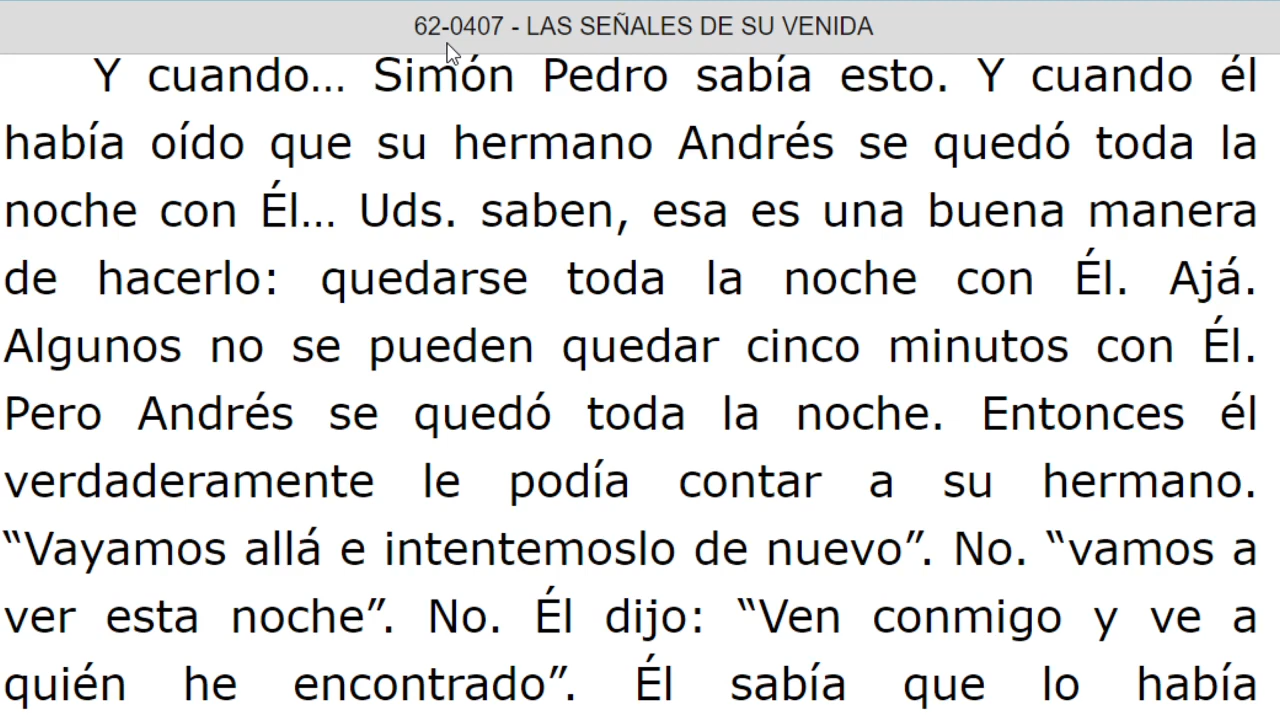 62-0407 - LAS SEÑALES DE SU VENIDA
Y cuando… Simón Pedro sabía esto. Y cuando él
había oído que su hermano Andrés se quedó toda la
noche con Él… Uds. saben, esa es una buena manera
de hacerlo: quedarse toda la noche con Él. Ajá.
Algunos no se pueden quedar cinco minutos con Él.
Pero Andrés se quedó toda la noche. Entonces él
verdaderamente le podía contar a su hermano.
“Vayamos allá e intentemoslo de nuevo”. No. “vamos a
ver esta noche”. No. Él dijo: “Ven conmigo y ve a
quién he encontrado”. Él sabía que lo había